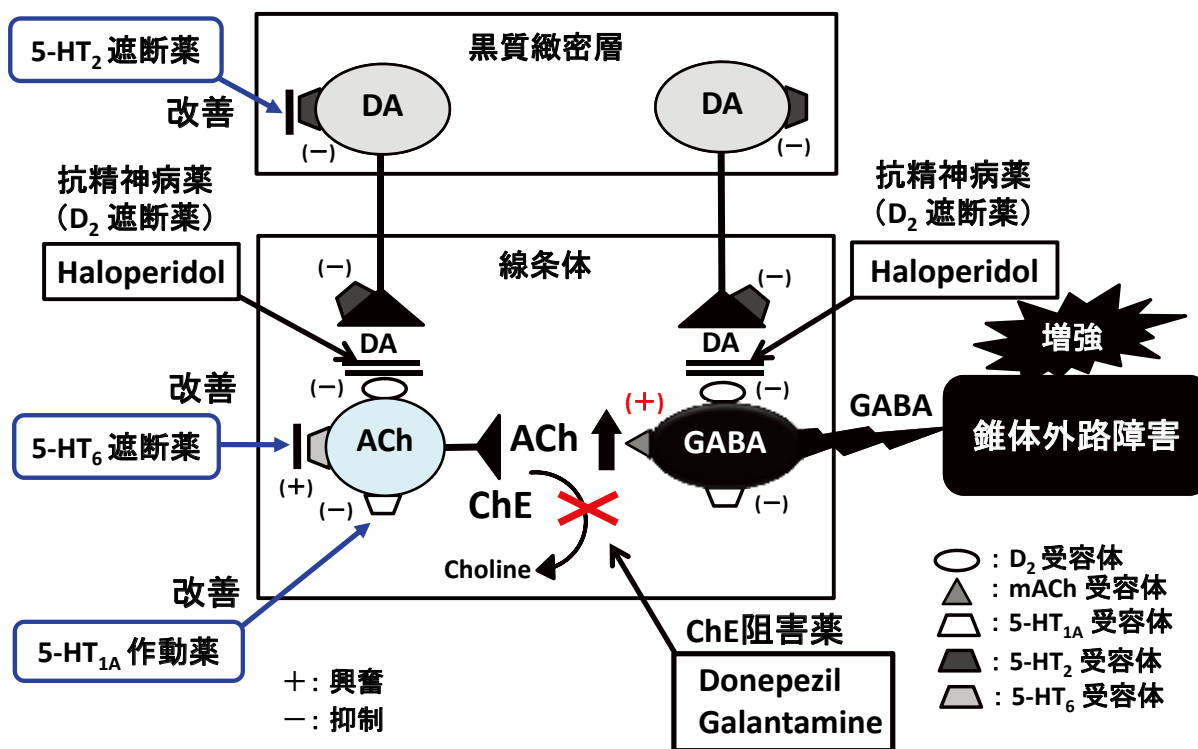 5-HT2 遮断薬
改善
黒質緻密層
DA
(−)
DA
(−)
抗精神病薬
（D2 遮断薬）
Haloperidol
抗精神病薬
（D2 遮断薬）
Haloperidol
線条体
(−)
DA
(−)
(−)
DA
(−)
改善
5-HT6 遮断薬
(+)
ACh
(−)
ACh
ChE
Choline
(+)
GABA
(−)
GABA
増強
錐体外路障害
改善
5-HT1A 作動薬
ChE阻害薬
Donepezil
Galantamine
＋：興奮
−：抑制
：D2 受容体
：mACh 受容体
：5-HT1A 受容体
：5-HT2 受容体
：5-HT6 受容体